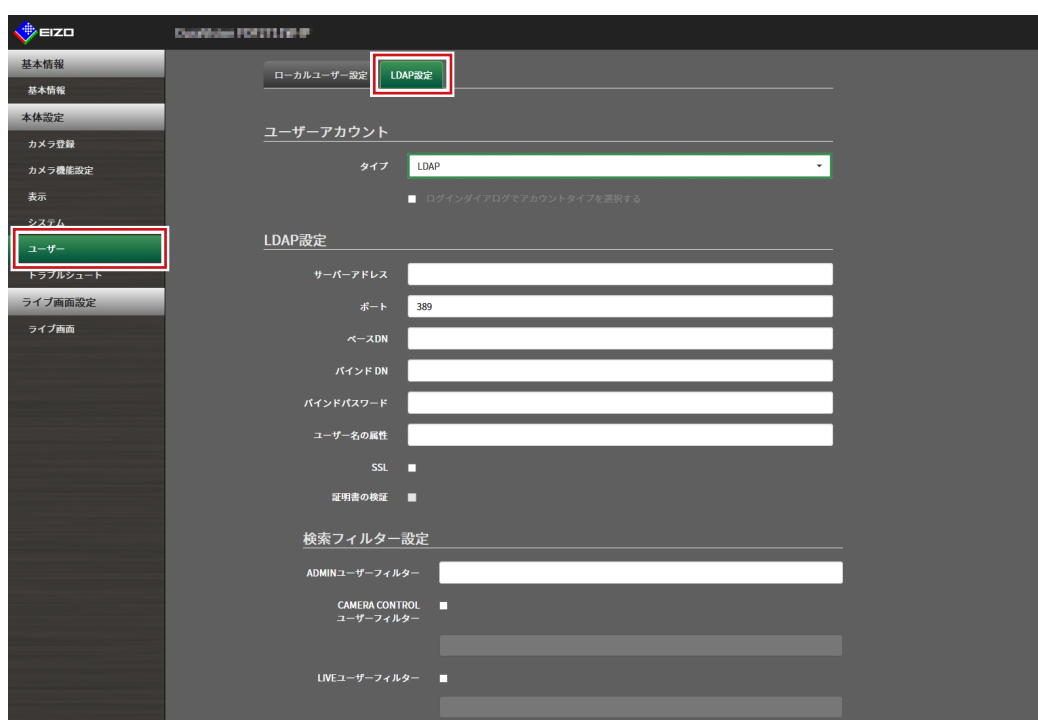 EIZO
基本情報
基本情報
本体設定
カメラ登録
カメラ機能設定
表示
システム
ユーザー
トラブルシュート
ライブ画面設定
ライブ画面
ローカルユーザー設定
LDAP設定
ユーザーアカウント
タイプ LDAP
ログインダイアログでアカウントタイプを選択する
LDAP設定
サーバーアドレス
ポート 389
ベースDN
バインド DN
バインドパスワード
ユーザー名の属性
SSL
証明書の検証
検索フィルター設定
ADMINユーザーフィルター
CAMERA CONTROL
ユーザーフィルター
LIVEユーザーフィルター